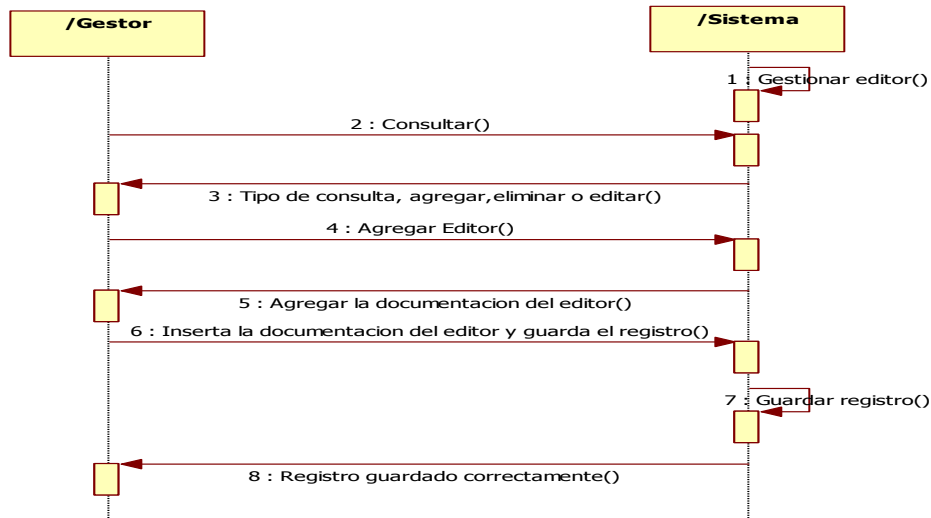 /Gestor
/Sistema
1 : Gestionar editor()
2 : Consultar()
3 : Tipo de consulta, agregar,eliminar o editar()
4 : Agregar Editor()
5 : Agregar la documentacion del editor()
6 : Inserta la documentacion del editor y guarda el registro()
7 : Guardar registro()
8 : Registro guardado correctamente()